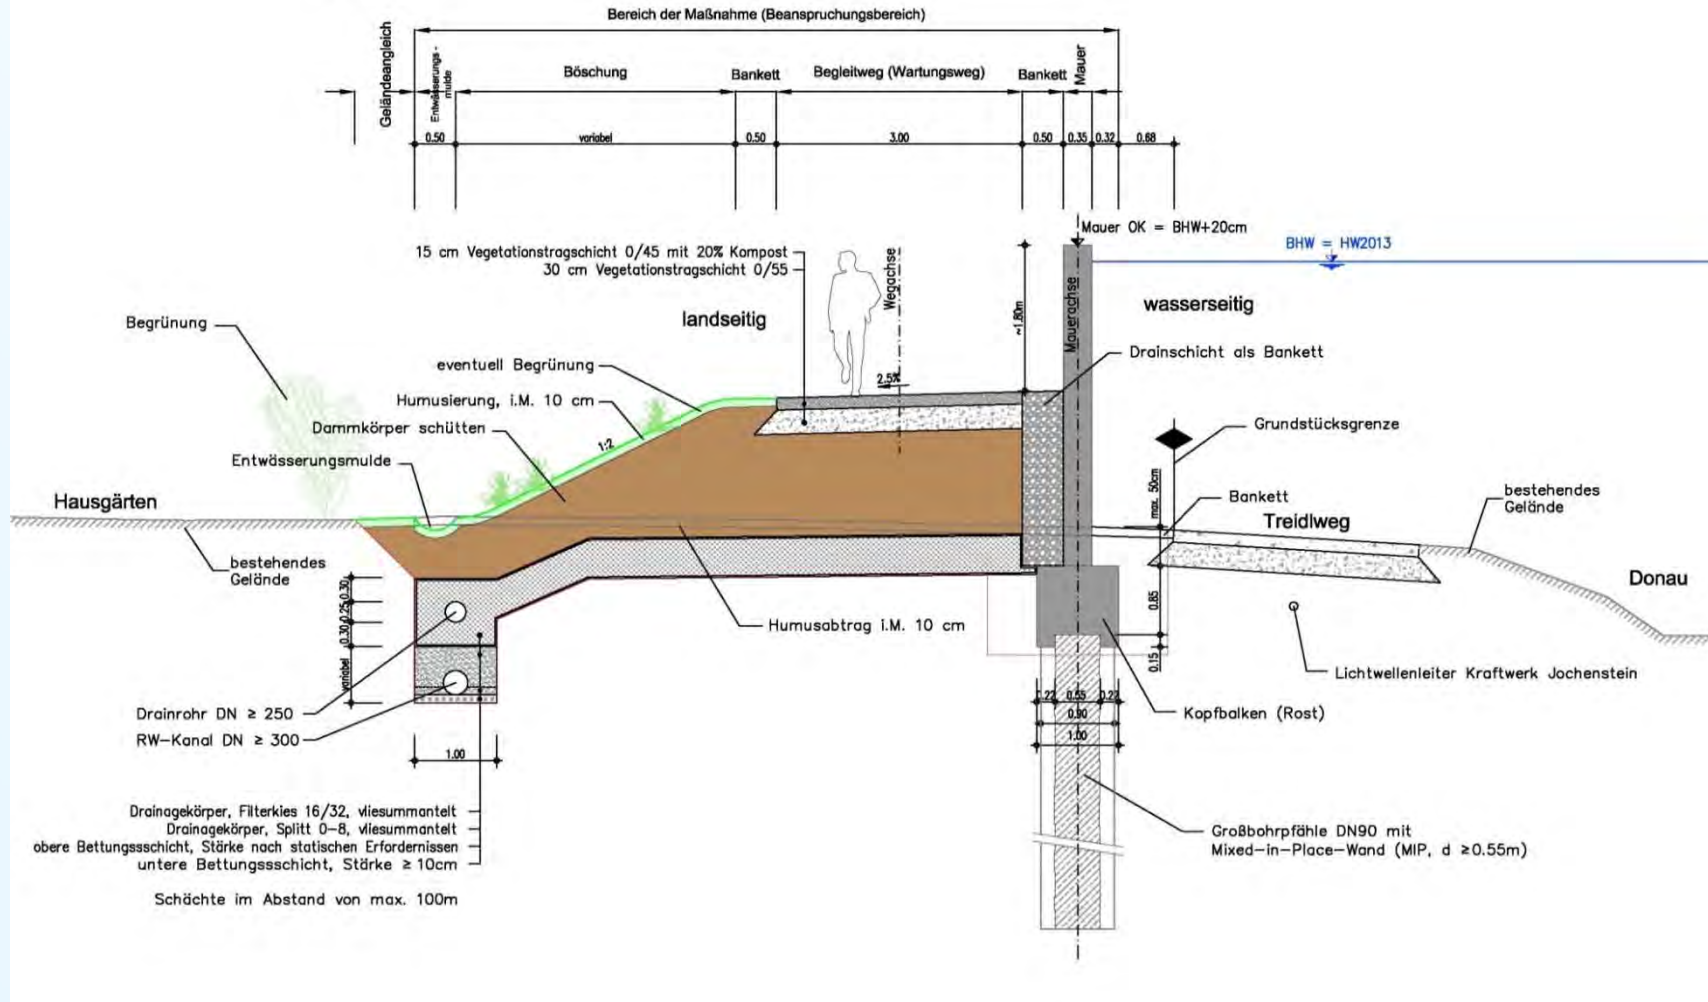 Bereich der Maßnahme (Beanspruchungsbereich)
Geländeangleich
Entwässerungs-
mulde
Böschung
Bankett
Begleitweg (Wartungsweg)
Bankett
Mauer
0.50
variabel
0.50
3.00
0.50
0.35
0.32
0.68
Mauer OK = BHW+20cm
BHW = HW2013
15 cm Vegetationstragschicht 0/45 mit 20% Kompost
30 cm Vegetationstragschicht 0/55
Wegachse
Mauerachse
~1.80m
landseitig
wasserseitig
Begrünung
eventuell Begrünung
2.5%
Drainschicht als Bankett
Humusierung, i.M. 10 cm
Dammkörper schütten
1:2
Grundstücksgrenze
Entwässerungsmulde
Hausgärten
max. 50cm
Bankett
Treidlweg
bestehendes
Gelände
bestehendes
Gelände
Donau
0.30
0.25
0.30
variabel
0.85
0.15
Humusabtrag i.M. 10 cm
Lichtwellenleiter Kraftwerk Jochenstein
Drainrohr DN ≥ 250
RW-Kanal DN ≥ 300
0.22
0.55
0.22
0.90
1.00
Kopfbalken (Rost)
1.00
Drainagekörper, Filterkies 16/32, vliesummantelt
Drainagekörper, Splitt 0-8, vliesummantelt
obere Bettungssschicht, Stärke nach statischen Erfordernissen
untere Bettungssschicht, Stärke ≥ 10cm
Schächte im Abstand von max. 100m
Großbohrpfähle DN90 mit
Mixed-in-Place-Wand (MIP, d ≥0.55m)